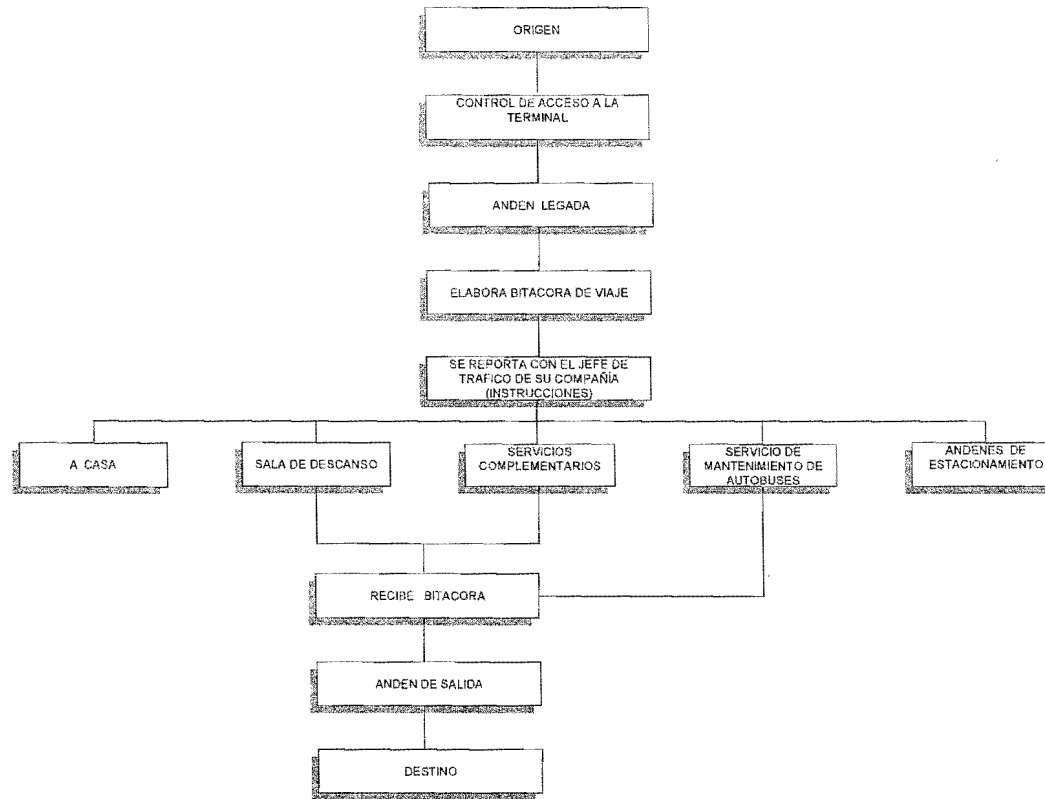 ORIGEN
CONTROL DE ACCESO A LA
TERMINAL
ANDEN LEGADA
ELABORA BITACORA DE VIAJE
SE REPORTA CON EL JEFE DE
TRAFICO DE SU COMPAÑÍA
(INSTRUCCIONES)
A CASA
SALA DE DESCANSO
SERVICIOS
COMPLEMENTARIOS
SERVICIO DE
MANTENIMIENTO DE
AUTOBUSES
ANDENES DE
ESTACIONAMIENTO
RECIBE BITACORA
ANDEN DE SALIDA
DESTINO